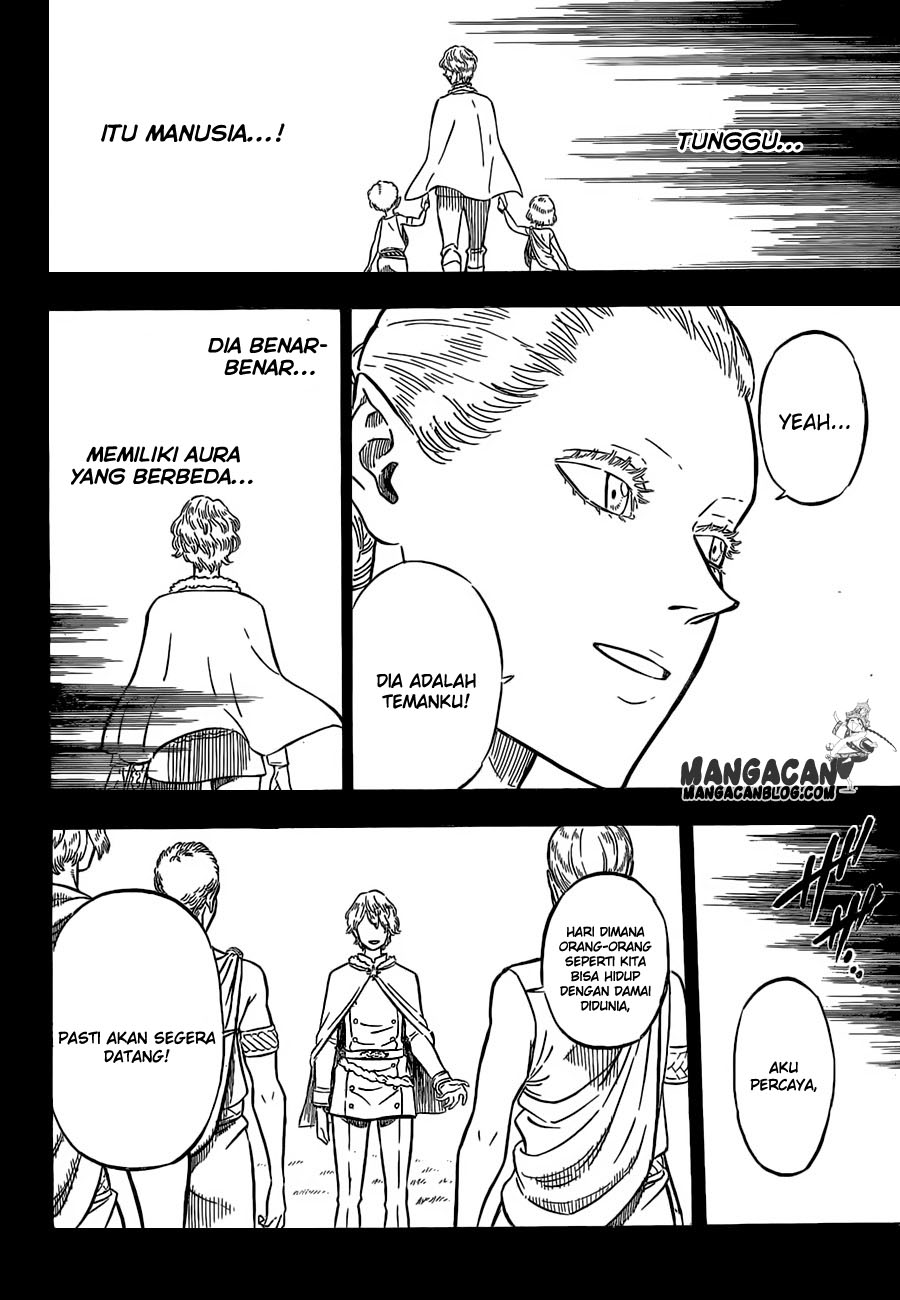 TUNGGU...
ITU MANUSIA...!
YEAH...
DIA ADALAH
TEMANKU!
DIA BENAR-
BENAR...
MEMILIKI AURA
YANG BERBEDA...
MANGACAN
MANGACANBLOG.COM
AKU
PERCAYA,
HARI DIMANA
ORANG-ORANG
SEPERTI KITA
BISA HIDUP
DENGAN DAMAI
DIDUNIA,
PASTI AKAN SEGERA
DATANG!